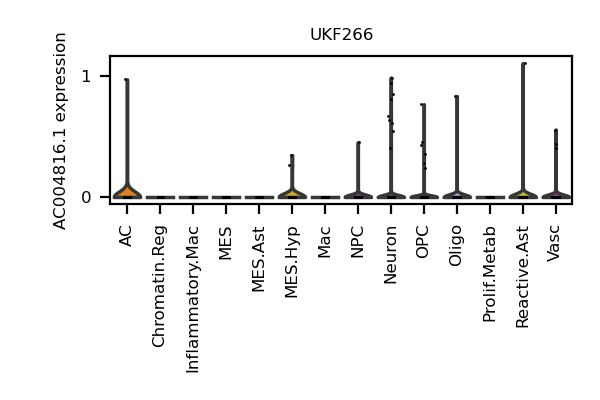 UKF266
AC004816.1 expression
1
0
AC
Chromatin.Reg
Inflammatory.Mac
MES
MES.Ast
MES.Hyp
Mac
NPC
Neuron
OPC
Oligo
Prolif.Metab
Reactive.Ast
Vasc